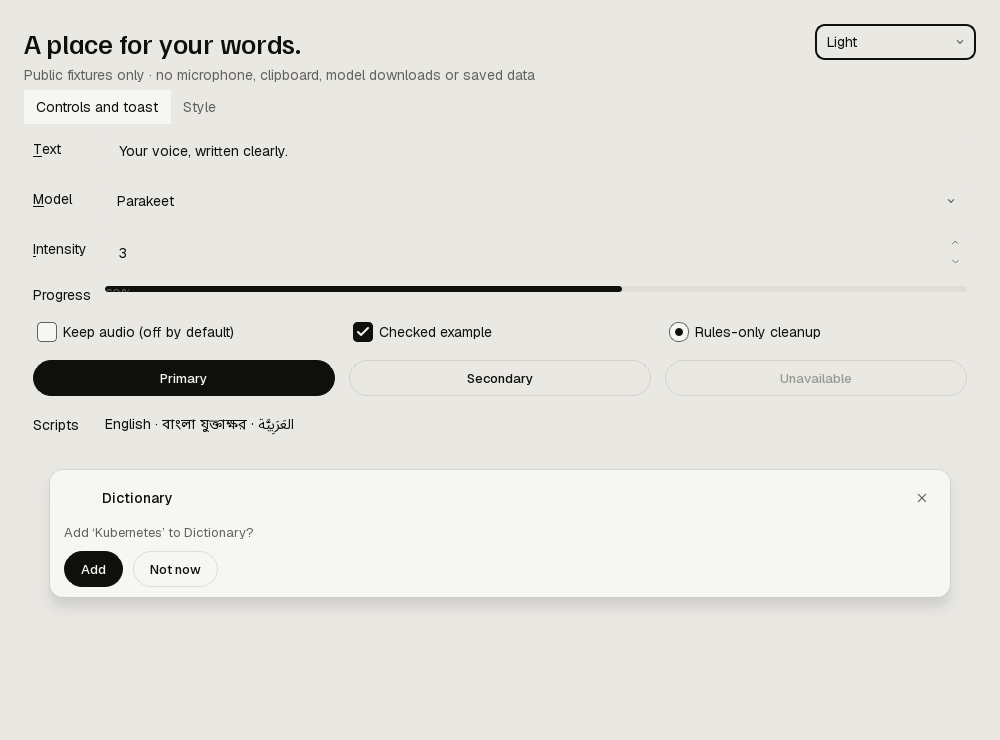 A place for your words.
Light
Public fixtures only · no microphone, clipboard, model downloads or saved data
Controls and toast
Style
Text
Your voice, written clearly.
Model
Parakeet
Intensity
3
Progress
Keep audio (off by default)
Checked example
Rules-only cleanup
Primary
Secondary
Unavailable
Scripts
English · বাংলা যুক্তাক্ষর · العَرَبِيَّة
Dictionary
Add ‘Kubernetes’ to Dictionary?
Add
Not now